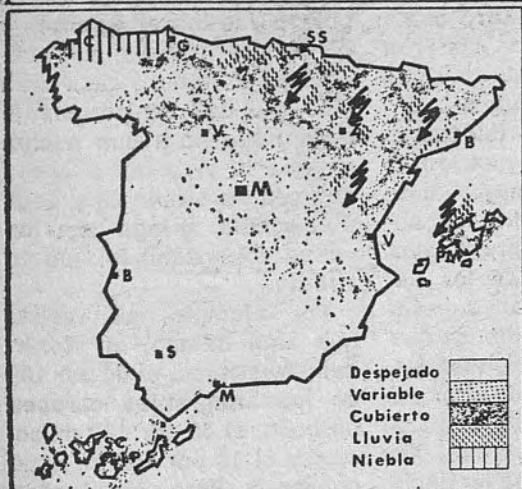 C
G
SS
V
Z
B
M
V
PM
B
S
M
SC
Despejado
Variable
Cubierto
Lluvia
Niebla